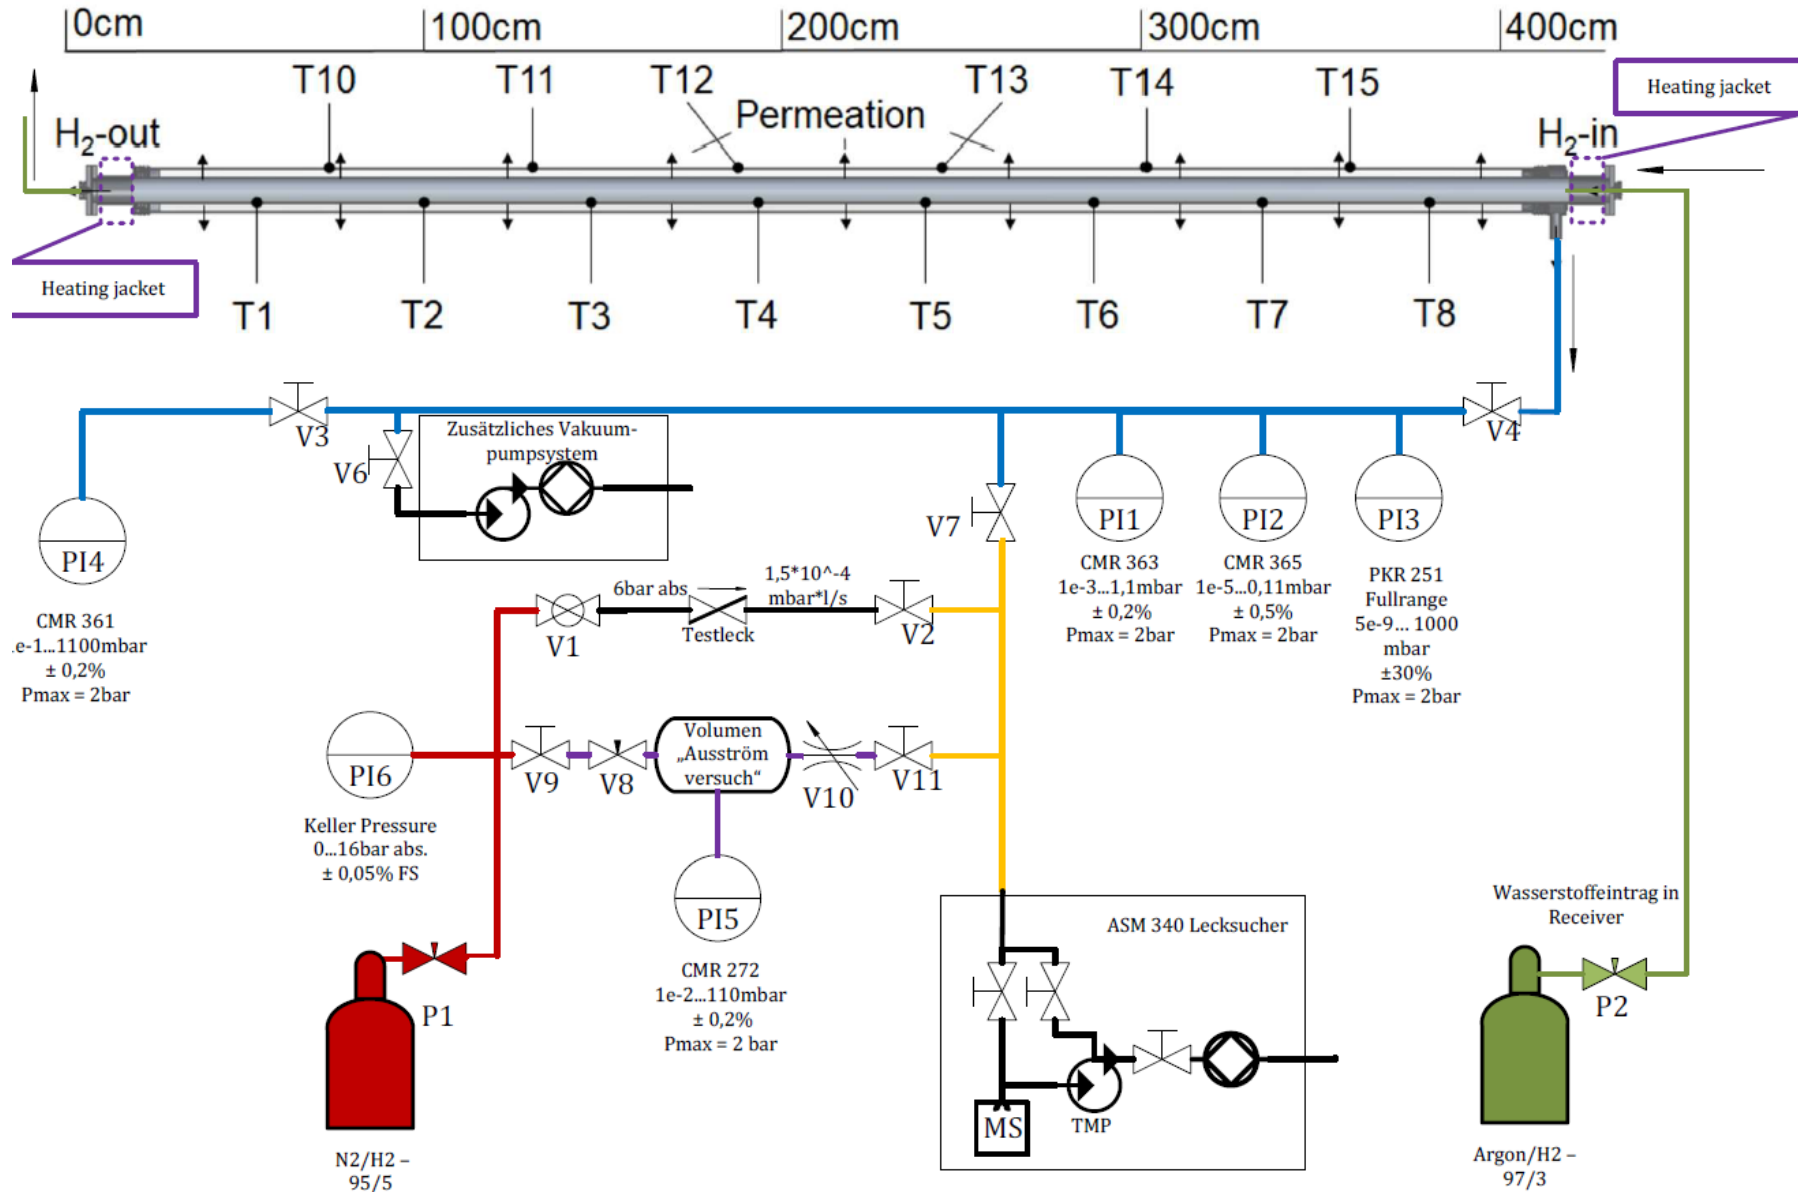 0cm 100cm 200cm 300cm 400cm
T10 T11 T12 T13 T14 T15
Permeation
Heating jacket
H2-out
H2-in
Heating jacket
T1 T2 T3 T4 T5 T6 T7 T8
V3
V4
Zusätzliches Vakuum-
pumpsystem
V6
V7
PI4
CMR 361
.e-1...1100mbar
± 0,2%
Pmax = 2bar
PI1
CMR 363
1e-3...1,1mbar
± 0,2%
Pmax = 2bar
PI2
CMR 365
1e-5...0,11mbar
± 0,5%
Pmax = 2bar
PI3
PKR 251
Fullrange
5e-9... 1000
mbar
±30%
Pmax = 2bar
6bar abs
1,5*10^-4
mbar*l/s
V1
Testleck
V2
PI6
Keller Pressure
0...16bar abs.
± 0,05% FS
V9
V8
Volumen
„Ausström
versuch“
V10
V11
PI5
CMR 272
1e-2...110mbar
± 0,2%
Pmax = 2 bar
P1
N2/H2 –
95/5
ASM 340 Lecksucher
MS
TMP
Wasserstoffeintrag in
Receiver
P2
Argon/H2 –
97/3